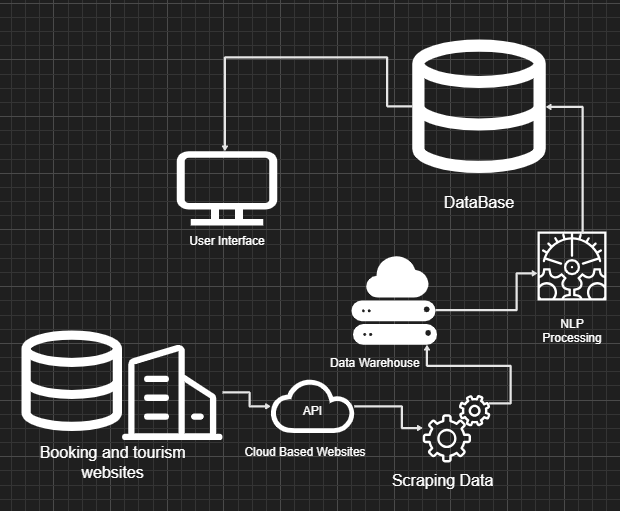 DataBase
User Interface
NLP
Processing
Data Warehouse
API
Booking and tourism
websites
Cloud Based Websites
Scraping Data